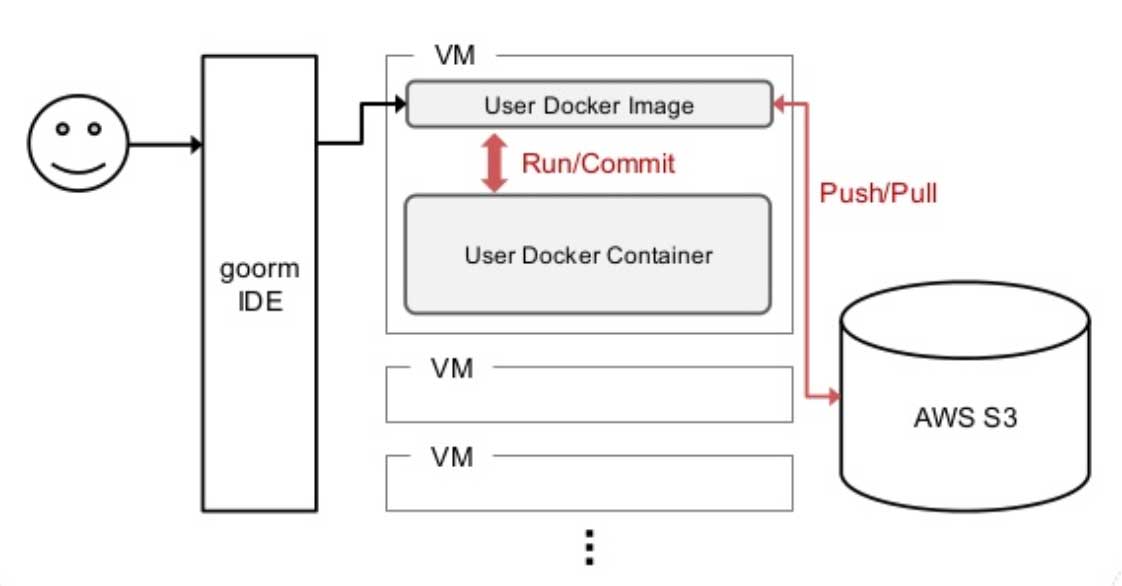 VM
User Docker Image
Run/Commit
Push/Pull
User Docker Container
goorm
IDE
VM
AWS S3
VM